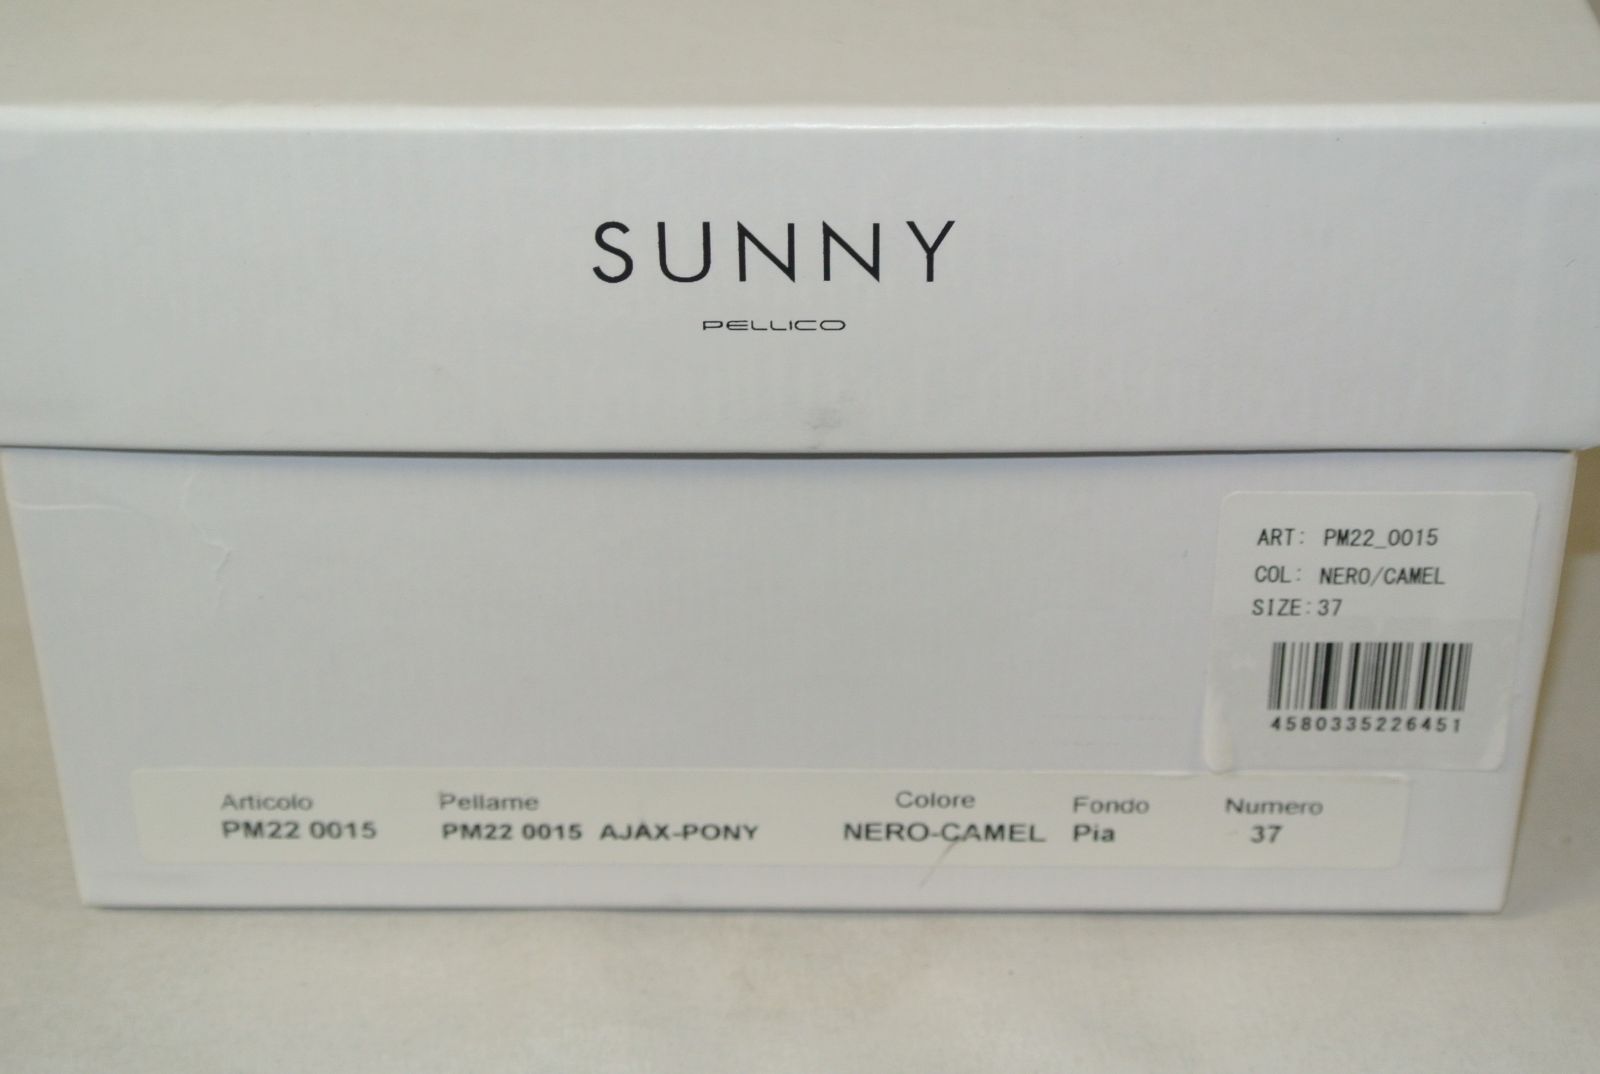 SUNNY
PELLICO
ART: PM22_0015
COL: NERO/CAMEL
SIZE:37
4580335226451
Articolo Pellame Colore Fondo Numero
PM22 0015 PM22 0015 AJAX-PONY NERO-CAMEL Pia 37